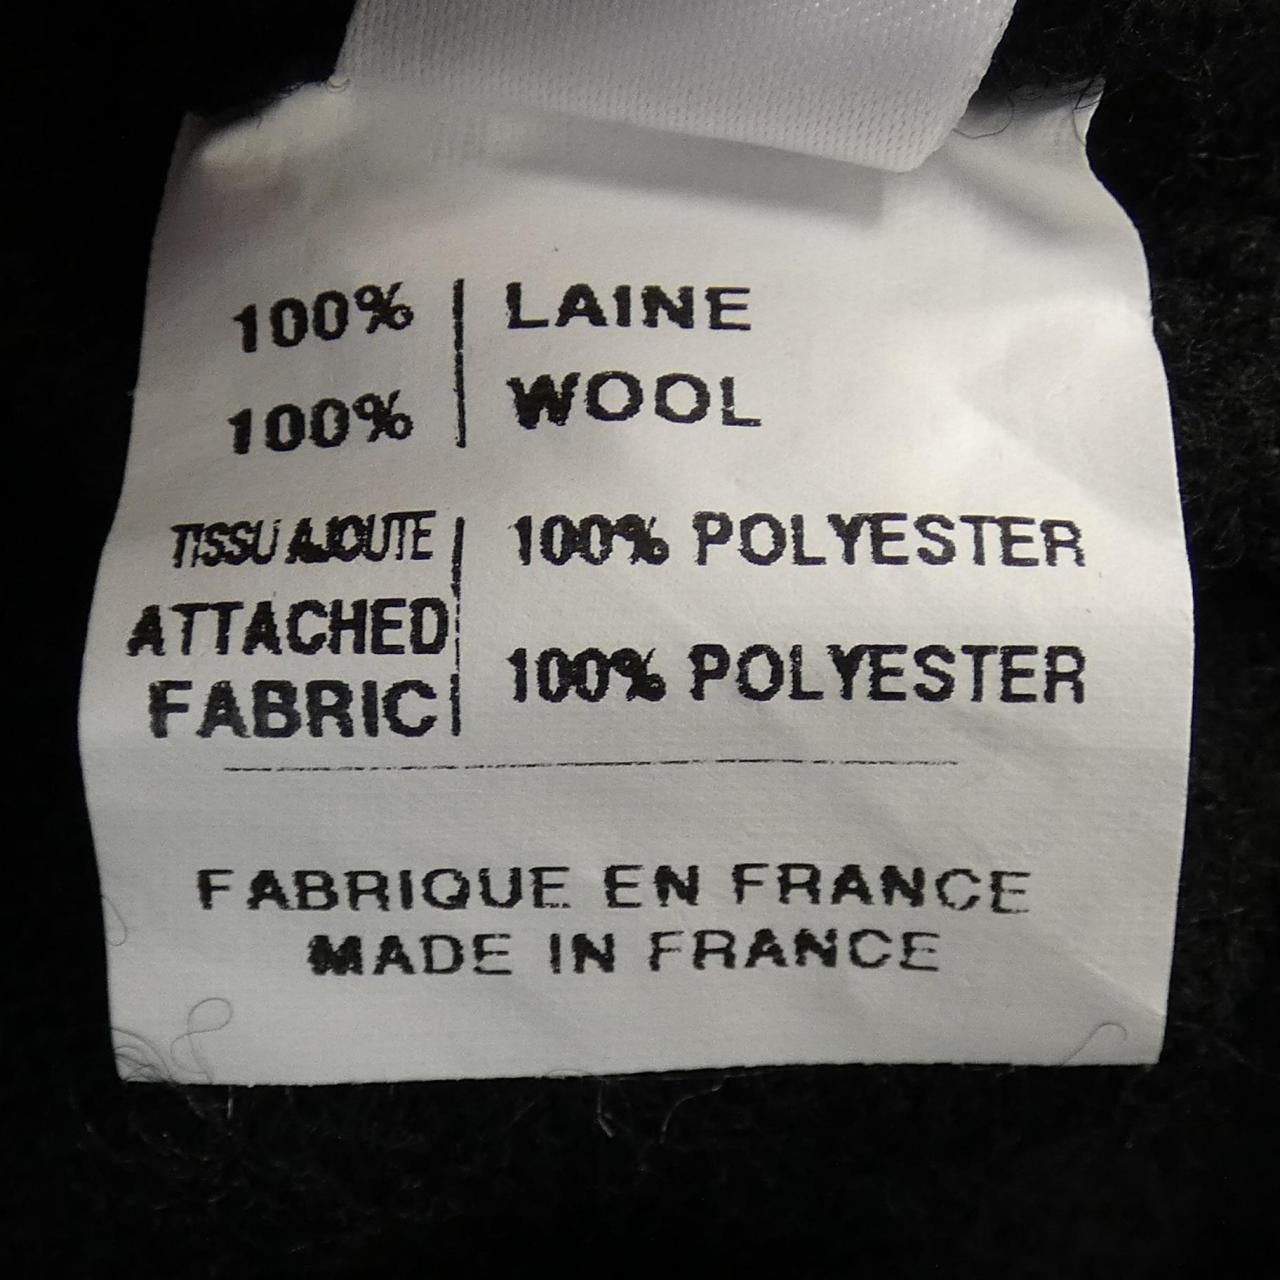 100% LAINE
100% WOOL
TISSU AJOUTE 100% POLYESTER
ATTACHED
FABRIC 100% POLYESTER
FABRIQUE EN FRANCE
MADE IN FRANCE